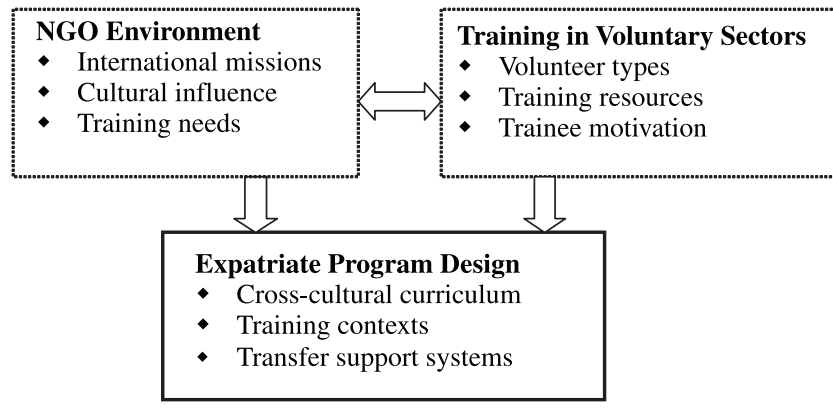 NGO Environment
◆ International missions
◆ Cultural influence
◆ Training needs
Training in Voluntary Sectors
◆ Volunteer types
◆ Training resources
◆ Trainee motivation
Expatriate Program Design
◆ Cross-cultural curriculum
◆ Training contexts
◆ Transfer support systems